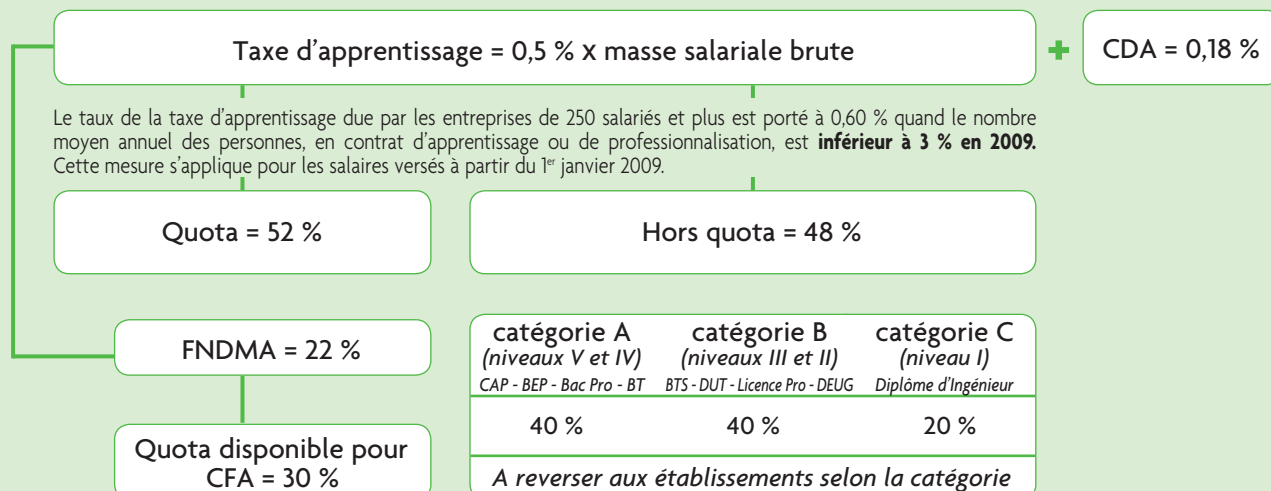 Taxe d'apprentissage = 0,5 % x masse salariale brute
CDA = 0,18 %
Le taux de la taxe d'apprentissage due par les entreprises de 250 salariés et plus est porté à 0,60 % quand le nombre
moyen annuel des personnes, en contrat d'apprentissage ou de professionnalisation, est inférieur à 3 % en 2009.
Cette mesure s'applique pour les salaires versés à partir du 1er janvier 2009.
Quota = 52 %
Hors quota = 48 %
FNDMA = 22 %
Quota disponible pour
CFA = 30 %
catégorie A
(niveaux V et IV)
CAP - BEP - Bac Pro - BT
catégorie B
(niveaux III et II)
BTS - DUT - Licence Pro - DEUG
catégorie C
(niveau I)
Diplôme d'Ingénieur
40 %
40 %
20 %
A reverser aux établissements selon la catégorie